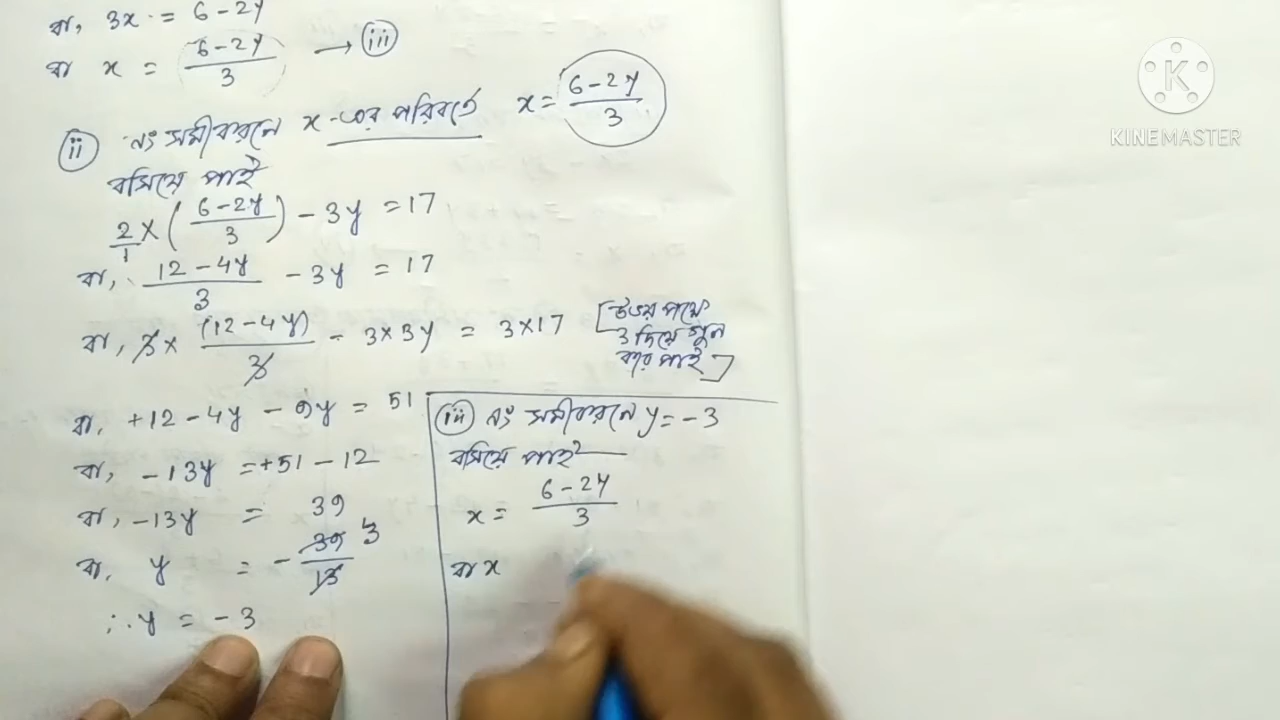 বা, 3x = 6-2y
বা x = 6-2y/3 → iii
ii নং সমীকরনে x-এর পরিবর্তে x = 6-2y/3
বসিয়ে পাই
2/1 × (6-2y/3) - 3y = 17
বা, 12-4y/3 - 3y = 17
বা, 3 × (12-4y)/3 - 3×3y = 3×17 [উভয় পক্ষে
3 দিয়ে গুন
করে পাই]
বা, +12-4y-9y = 51
বা, -13y = +51-12
বা, -13y = 39
বা, y = -39/13 3
∴ y = -3
iii নং সমীকরনে y = -3
বসিয়ে পাই
x = 6-2y/3
বা x
K
KINEMASTER